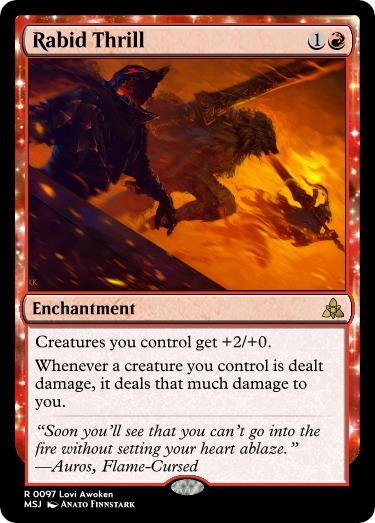 Rabid Thrill 1
Enchantment
Creatures you control get +2/+0.
Whenever a creature you control is dealt
damage, it deals that much damage to
you.
“Soon you’ll see that you can’t go into the
fire without setting your heart ablaze.”
—Auros, Flame-Cursed
R 0097 Lovi Awoken
MSJ Anato Finnstark